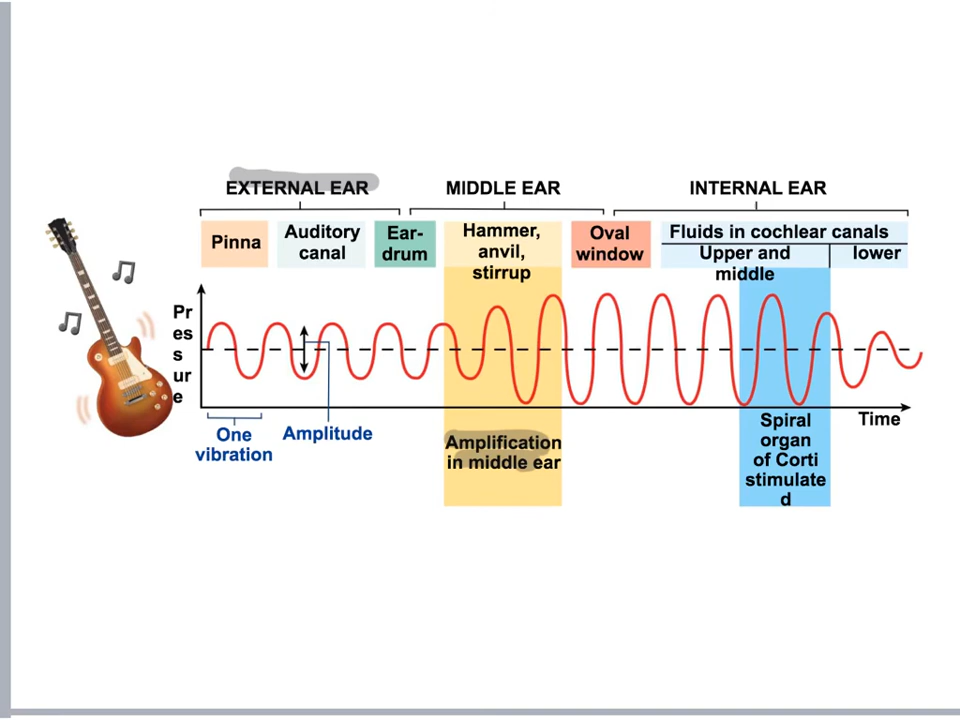 EXTERNAL EAR
MIDDLE EAR
INTERNAL EAR
Pinna
Auditory
canal
Ear-
drum
Hammer,
anvil,
stirrup
Oval
window
Fluids in cochlear canals
Upper and
middle
lower
Pr
es
s
ur
e
One
vibration
Amplitude
Amplification
in middle ear
Spiral
organ
of Corti
stimulate
d
Time